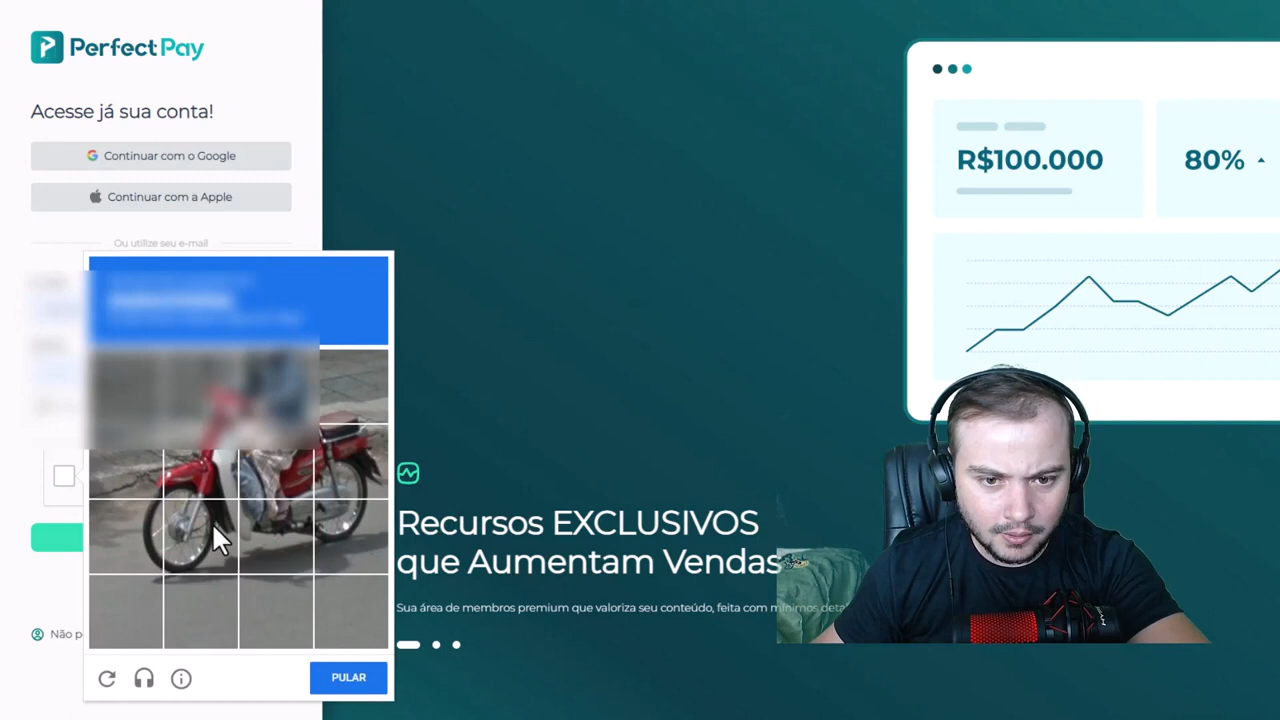 PerfectPay
Acesse já sua conta!
Continuar com o Google
Continuar com a Apple
Ou utilize seu e-mail
Não p
PULAR
R$100.000
80%
Recursos EXCLUSIVOS
que Aumentam Vendas
Sua área de membros premium que valoriza seu conteúdo, feita com mínimos